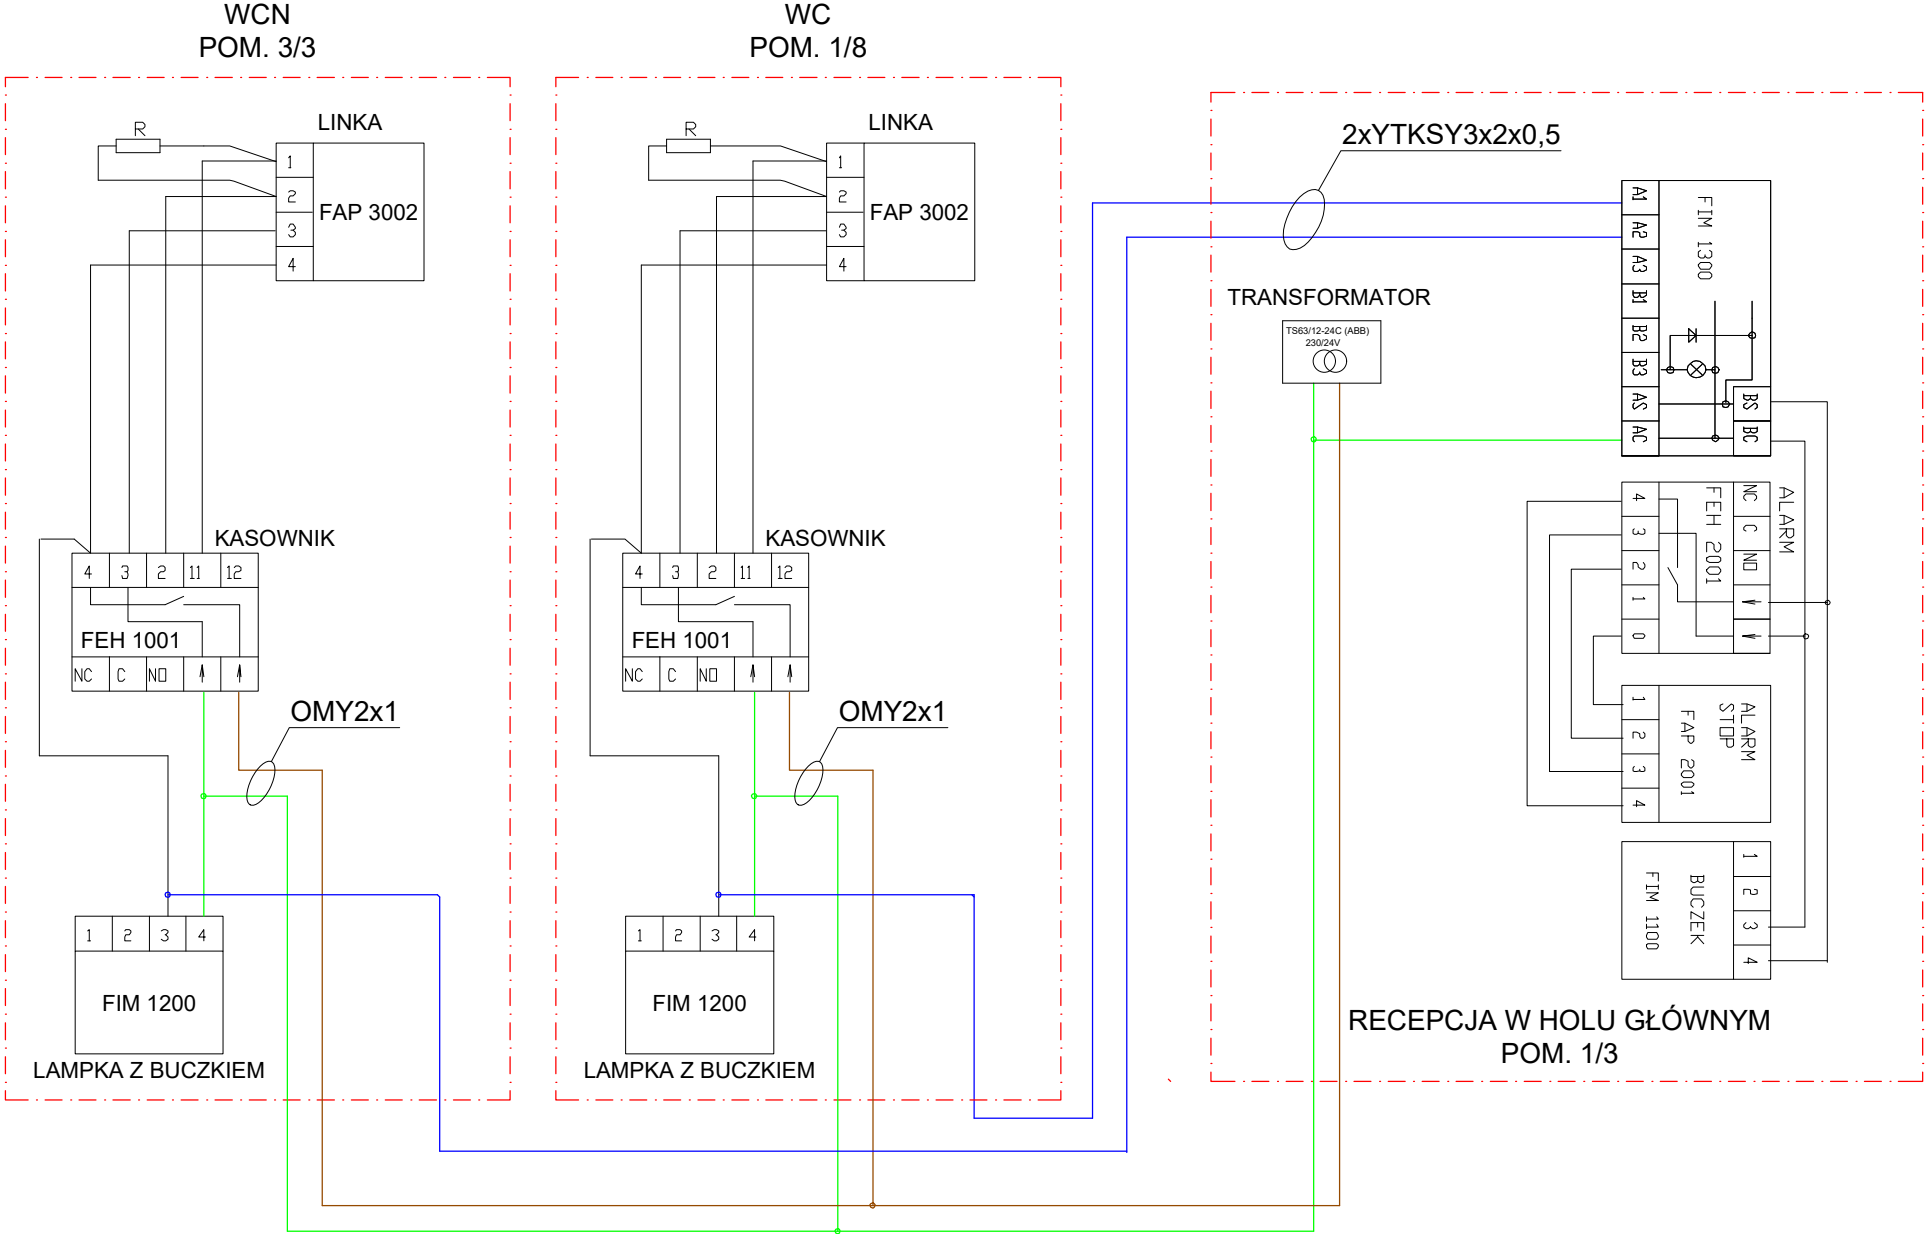 WCN
POM. 3/3
R
LINKA
1
2
3
4
FAP 3002
KASOWNIK
4 3 2 11 12
FEH 1001
NC C NO
OMY2x1
1 2 3 4
FIM 1200
LAMPKA Z BUCZKIEM
WC
POM. 1/8
R
LINKA
1
2
3
4
FAP 3002
KASOWNIK
4 3 2 11 12
FEH 1001
NC C NO
OMY2x1
1 2 3 4
FIM 1200
LAMPKA Z BUCZKIEM
2xYTKSY3x2x0,5
TRANSFORMATOR
TS63/12-24C (ABB)
230/24V
A1
A2
A3
B1
B2
B3
AS
AC
FIM 1300
BS
BC
4
3
2
1
0
FEH 2001
NC
C
NO
ALARM
1
2
3
4
FAP 2001
ALARM
STOP
FIM 1100
BUCZEK
1
2
3
4
RECEPCJA W HOLU GŁÓWNYM
POM. 1/3